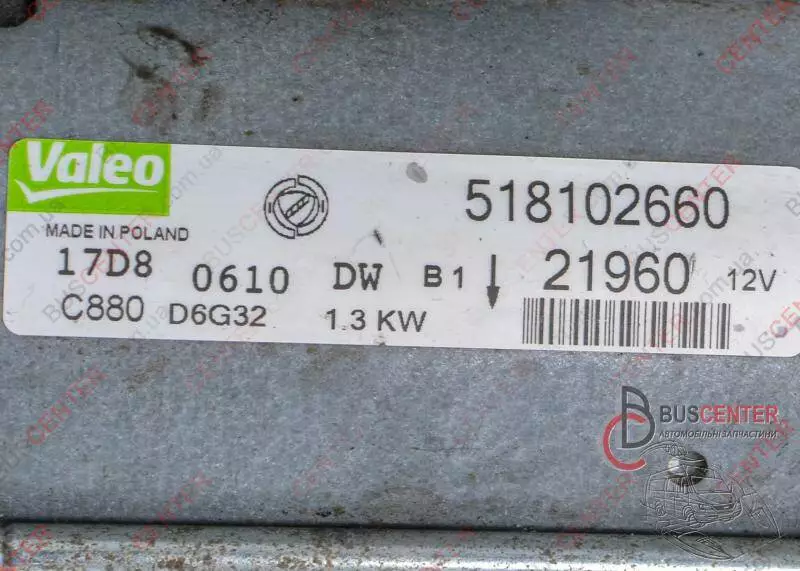 Valeo
MADE IN POLAND
518102660
17D8 0610 DW B1 21960 12V
C880 D6G32 1.3 KW
BUSCENTER
АВТОМОБІЛЬНІ ЗАПЧАСТИНИ